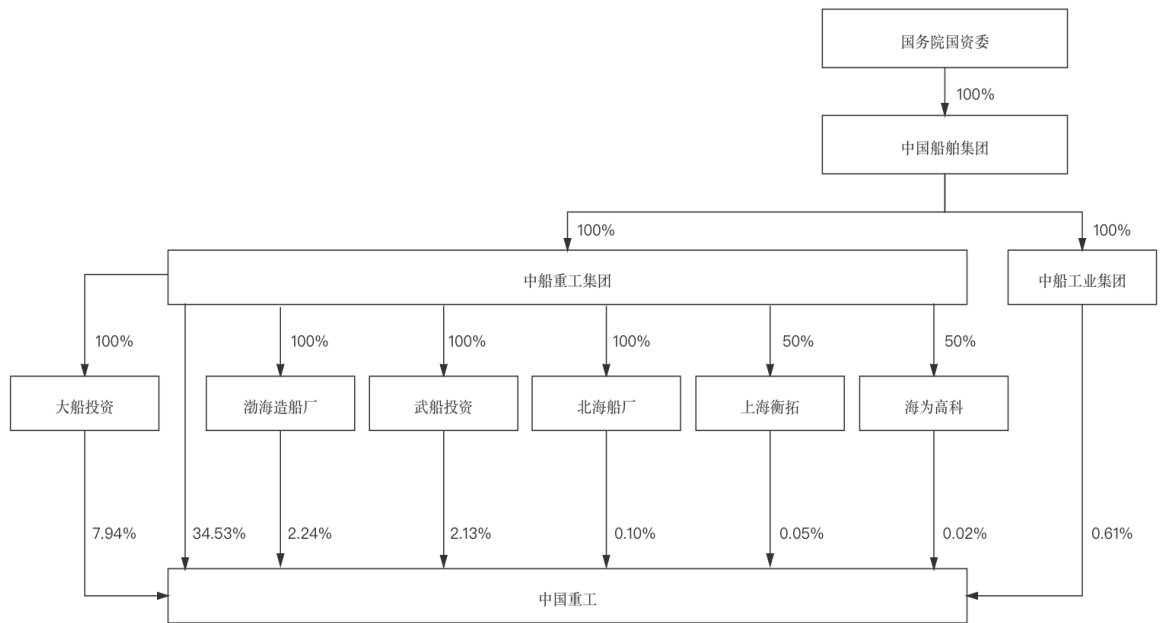 国务院国资委
100%
中国船舶集团
100%
100%
中船重工集团
中船工业集团
100%
100%
100%
100%
50%
50%
大船投资
渤海造船厂
武船投资
北海船厂
上海衡拓
海为高科
7.94%
34.53%
2.24%
2.13%
0.10%
0.05%
0.02%
0.61%
中国重工